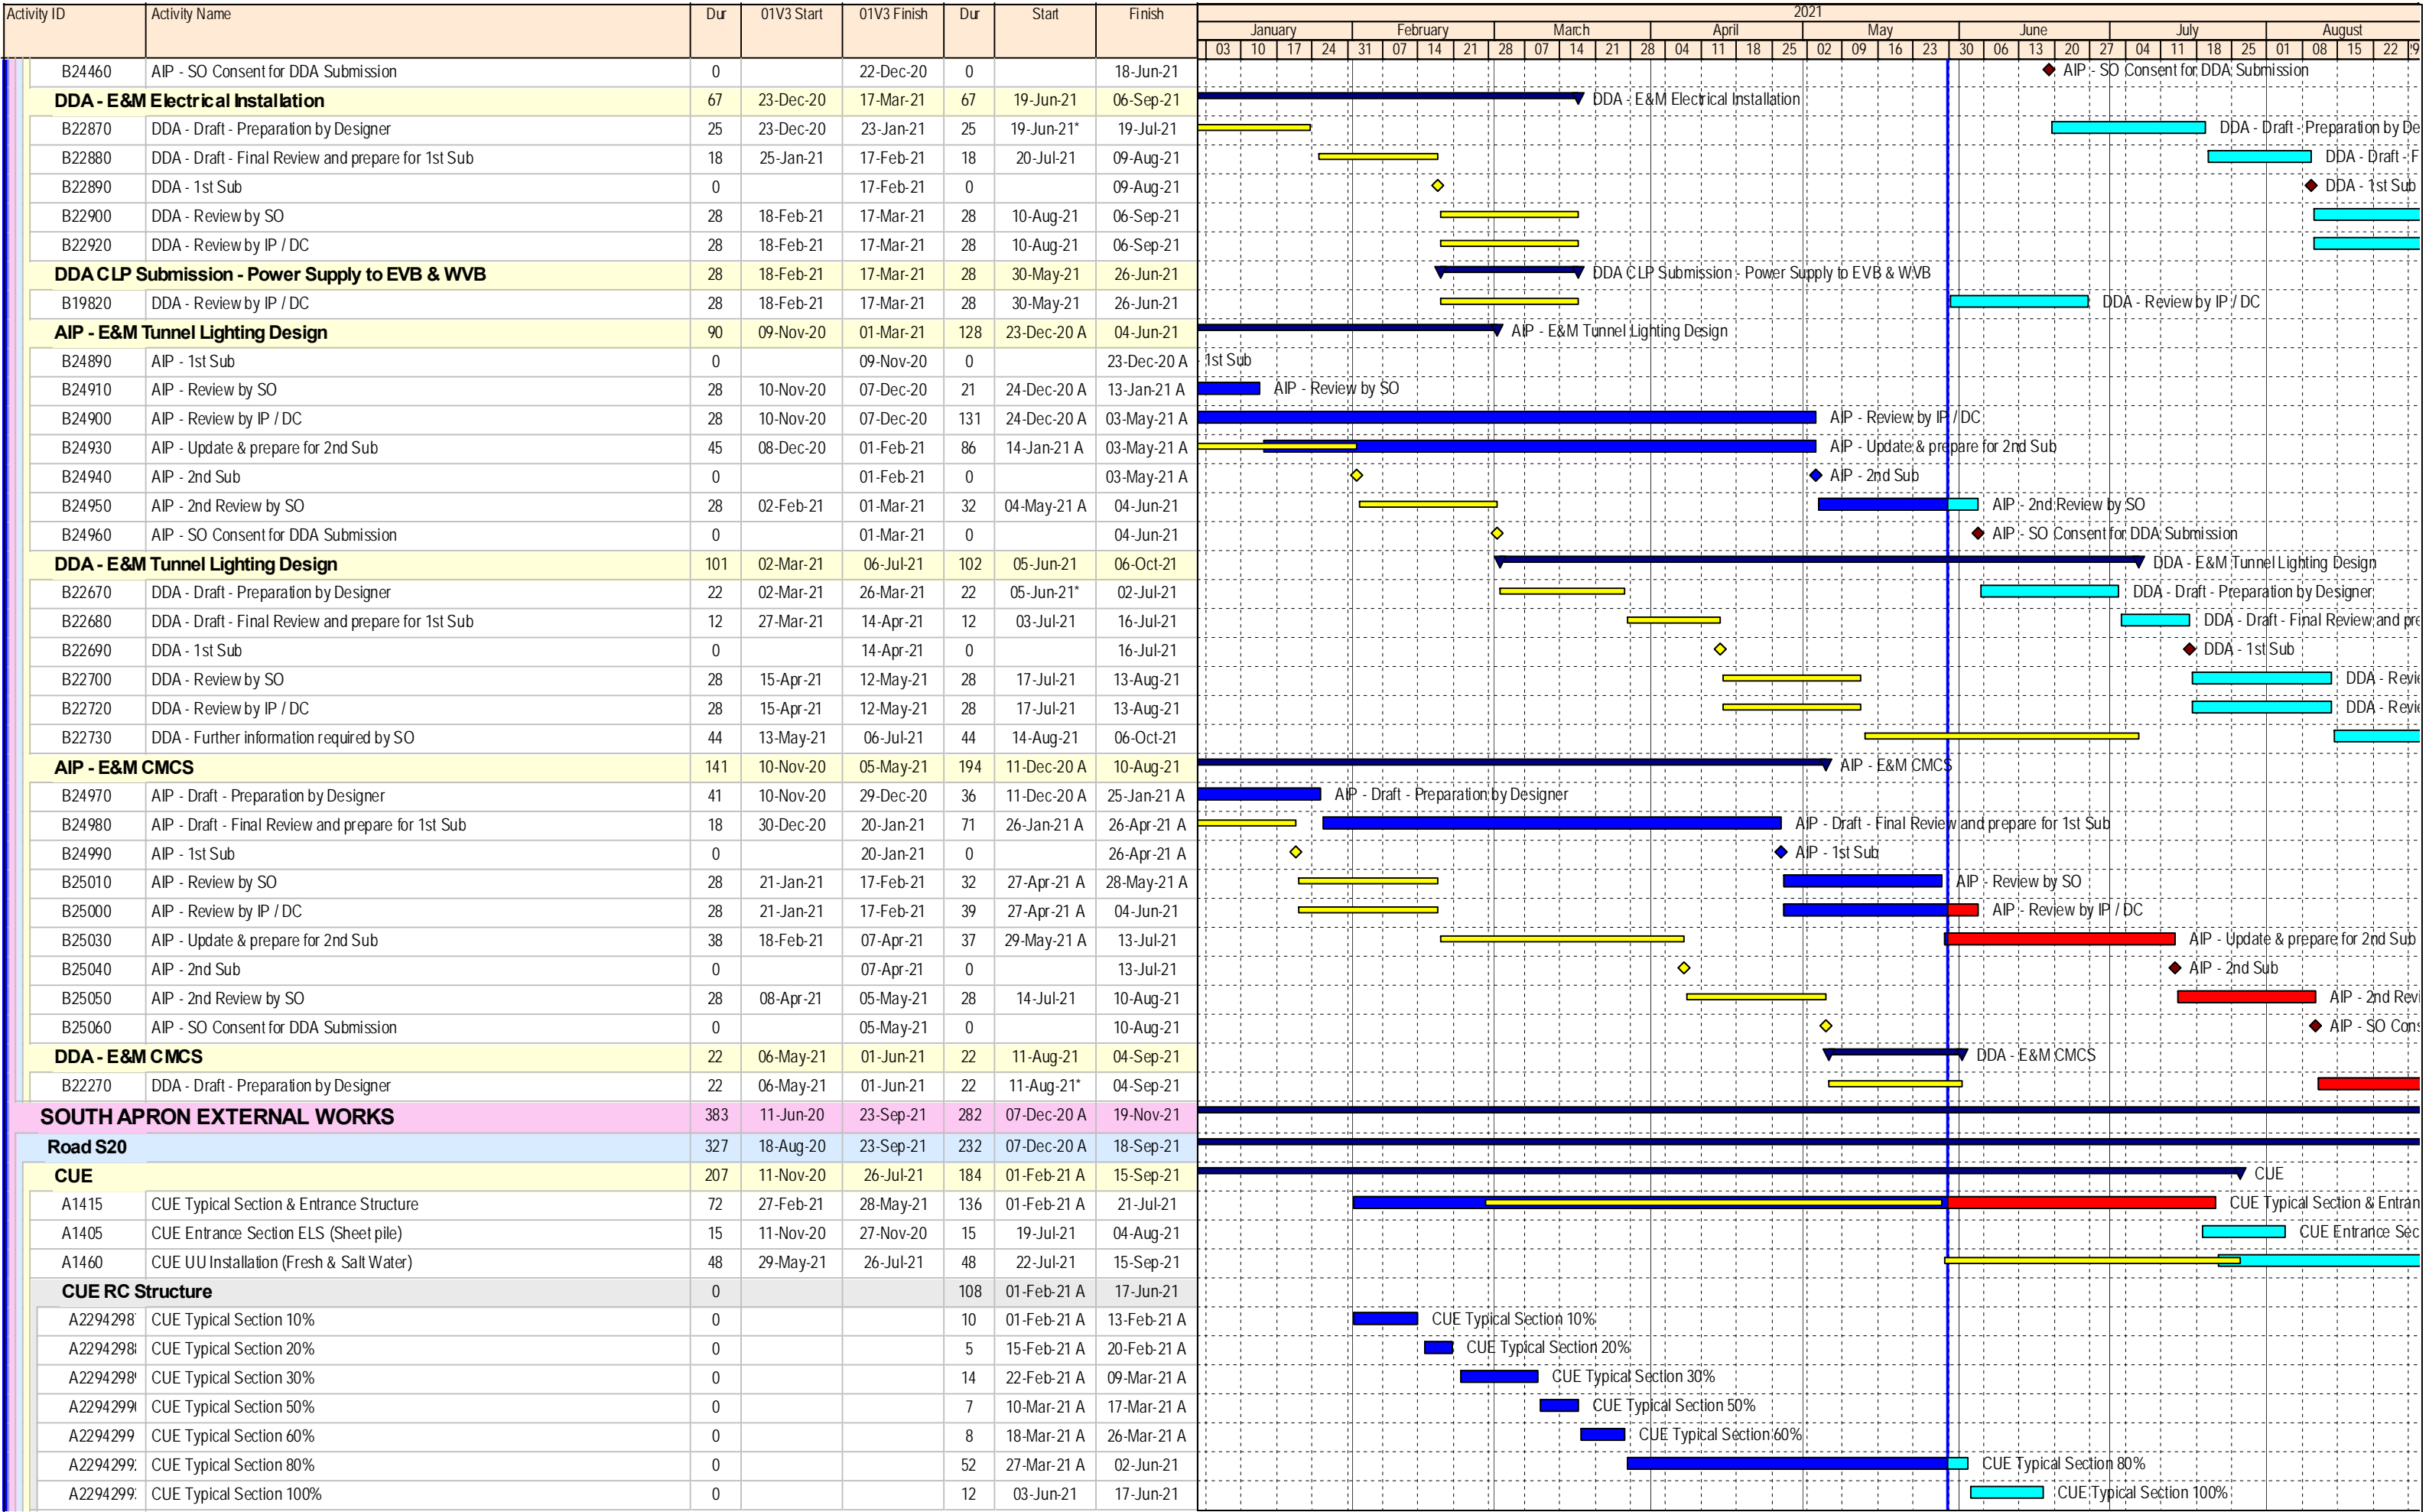 Activity ID Activity Name Dur 01V3 Start 01V3 Finish Dur Start Finish 2021
January February March April May June July August
03 10 17 24 31 07 14 21 28 07 14 21 28 04 11 18 25 02 09 16 23 30 06 13 20 27 04 11 18 25 01 08 15 22
B24460 AIP - SO Consent for DDA Submission 0 22-Dec-20 0 18-Jun-21 AIP - SO Consent for DDA Submission
DDA - E&M Electrical Installation 67 23-Dec-20 17-Mar-21 67 19-Jun-21 06-Sep-21 DDA - E&M Electrical Installation
B22870 DDA - Draft - Preparation by Designer 25 23-Dec-20 23-Jan-21 25 19-Jun-21* 19-Jul-21 DDA - Draft - Preparation by De
B22880 DDA - Draft - Final Review and prepare for 1st Sub 18 25-Jan-21 17-Feb-21 18 20-Jul-21 09-Aug-21 DDA - Draft - F
B22890 DDA - 1st Sub 0 17-Feb-21 0 09-Aug-21 DDA - 1st Sub
B22900 DDA - Review by SO 28 18-Feb-21 17-Mar-21 28 10-Aug-21 06-Sep-21
B22920 DDA - Review by IP / DC 28 18-Feb-21 17-Mar-21 28 10-Aug-21 06-Sep-21
DDA CLP Submission - Power Supply to EVB & WVB 28 18-Feb-21 17-Mar-21 28 30-May-21 26-Jun-21 DDA CLP Submission - Power Supply to EVB & WVB
B19820 DDA - Review by IP / DC 28 18-Feb-21 17-Mar-21 28 30-May-21 26-Jun-21 DDA - Review by IP / DC
AIP - E&M Tunnel Lighting Design 90 09-Nov-20 01-Mar-21 128 23-Dec-20 A 04-Jun-21 AIP - E&M Tunnel Lighting Design
B24890 AIP - 1st Sub 0 09-Nov-20 0 23-Dec-20 A 1st Sub
B24910 AIP - Review by SO 28 10-Nov-20 07-Dec-20 21 24-Dec-20 A 13-Jan-21 A AIP - Review by SO
B24900 AIP - Review by IP / DC 28 10-Nov-20 07-Dec-20 131 24-Dec-20 A 03-May-21 A AIP - Review by IP / DC
B24930 AIP - Update & prepare for 2nd Sub 45 08-Dec-20 01-Feb-21 86 14-Jan-21 A 03-May-21 A AIP - Update & prepare for 2nd Sub
B24940 AIP - 2nd Sub 0 01-Feb-21 0 03-May-21 A AIP - 2nd Sub
B24950 AIP - 2nd Review by SO 28 02-Feb-21 01-Mar-21 32 04-May-21 A 04-Jun-21 AIP - 2nd Review by SO
B24960 AIP - SO Consent for DDA Submission 0 01-Mar-21 0 04-Jun-21 AIP - SO Consent for DDA Submission
DDA - E&M Tunnel Lighting Design 101 02-Mar-21 06-Jul-21 102 05-Jun-21 06-Oct-21 DDA - E&M Tunnel Lighting Design
B22670 DDA - Draft - Preparation by Designer 22 02-Mar-21 26-Mar-21 22 05-Jun-21* 02-Jul-21 DDA - Draft - Preparation by Designer
B22680 DDA - Draft - Final Review and prepare for 1st Sub 12 27-Mar-21 14-Apr-21 12 03-Jul-21 16-Jul-21 DDA - Draft - Final Review and pre
B22690 DDA - 1st Sub 0 14-Apr-21 0 16-Jul-21 DDA - 1st Sub
B22700 DDA - Review by SO 28 15-Apr-21 12-May-21 28 17-Jul-21 13-Aug-21 DDA - Revie
B22720 DDA - Review by IP / DC 28 15-Apr-21 12-May-21 28 17-Jul-21 13-Aug-21 DDA - Revie
B22730 DDA - Further information required by SO 44 13-May-21 06-Jul-21 44 14-Aug-21 06-Oct-21
AIP - E&M CMCS 141 10-Nov-20 05-May-21 194 11-Dec-20 A 10-Aug-21 AIP - E&M CMCS
B24970 AIP - Draft - Preparation by Designer 41 10-Nov-20 29-Dec-20 36 11-Dec-20 A 25-Jan-21 A AIP - Draft - Preparation by Designer
B24980 AIP - Draft - Final Review and prepare for 1st Sub 18 30-Dec-20 20-Jan-21 71 26-Jan-21 A 26-Apr-21 A AIP - Draft - Final Review and prepare for 1st Sub
B24990 AIP - 1st Sub 0 20-Jan-21 0 26-Apr-21 A AIP - 1st Sub
B25010 AIP - Review by SO 28 21-Jan-21 17-Feb-21 32 27-Apr-21 A 28-May-21 A AIP - Review by SO
B25000 AIP - Review by IP / DC 28 21-Jan-21 17-Feb-21 39 27-Apr-21 A 04-Jun-21 AIP - Review by IP / DC
B25030 AIP - Update & prepare for 2nd Sub 38 18-Feb-21 07-Apr-21 37 29-May-21 A 13-Jul-21 AIP - Update & prepare for 2nd Sub
B25040 AIP - 2nd Sub 0 07-Apr-21 0 13-Jul-21 AIP - 2nd Sub
B25050 AIP - 2nd Review by SO 28 08-Apr-21 05-May-21 28 14-Jul-21 10-Aug-21 AIP - 2nd Revi
B25060 AIP - SO Consent for DDA Submission 0 05-May-21 0 10-Aug-21 AIP - SO Cons
DDA - E&M CMCS 22 06-May-21 01-Jun-21 22 11-Aug-21 04-Sep-21 DDA - E&M CMCS
B22270 DDA - Draft - Preparation by Designer 22 06-May-21 01-Jun-21 22 11-Aug-21* 04-Sep-21
SOUTH APRON EXTERNAL WORKS 383 11-Jun-20 23-Sep-21 282 07-Dec-20 A 19-Nov-21
Road S20 327 18-Aug-20 23-Sep-21 232 07-Dec-20 A 18-Sep-21
CUE 207 11-Nov-20 26-Jul-21 184 01-Feb-21 A 15-Sep-21 CUE
A1415 CUE Typical Section & Entrance Structure 72 27-Feb-21 28-May-21 136 01-Feb-21 A 21-Jul-21 CUE Typical Section & Entran
A1405 CUE Entrance Section ELS (Sheet pile) 15 11-Nov-20 27-Nov-20 15 19-Jul-21 04-Aug-21 CUE Entrance Sec
A1460 CUE UU Installation (Fresh & Salt Water) 48 29-May-21 26-Jul-21 48 22-Jul-21 15-Sep-21
CUE RC Structure 0 108 01-Feb-21 A 17-Jun-21
A2294298 CUE Typical Section 10% 0 10 01-Feb-21 A 13-Feb-21 A CUE Typical Section 10%
A2294298 CUE Typical Section 20% 0 5 15-Feb-21 A 20-Feb-21 A CUE Typical Section 20%
A2294298 CUE Typical Section 30% 0 14 22-Feb-21 A 09-Mar-21 A CUE Typical Section 30%
A2294299 CUE Typical Section 50% 0 7 10-Mar-21 A 17-Mar-21 A CUE Typical Section 50%
A2294299 CUE Typical Section 60% 0 8 18-Mar-21 A 26-Mar-21 A CUE Typical Section 60%
A2294299 CUE Typical Section 80% 0 52 27-Mar-21 A 02-Jun-21 CUE Typical Section 80%
A2294299 CUE Typical Section 100% 0 12 03-Jun-21 17-Jun-21 CUE Typical Section 100%